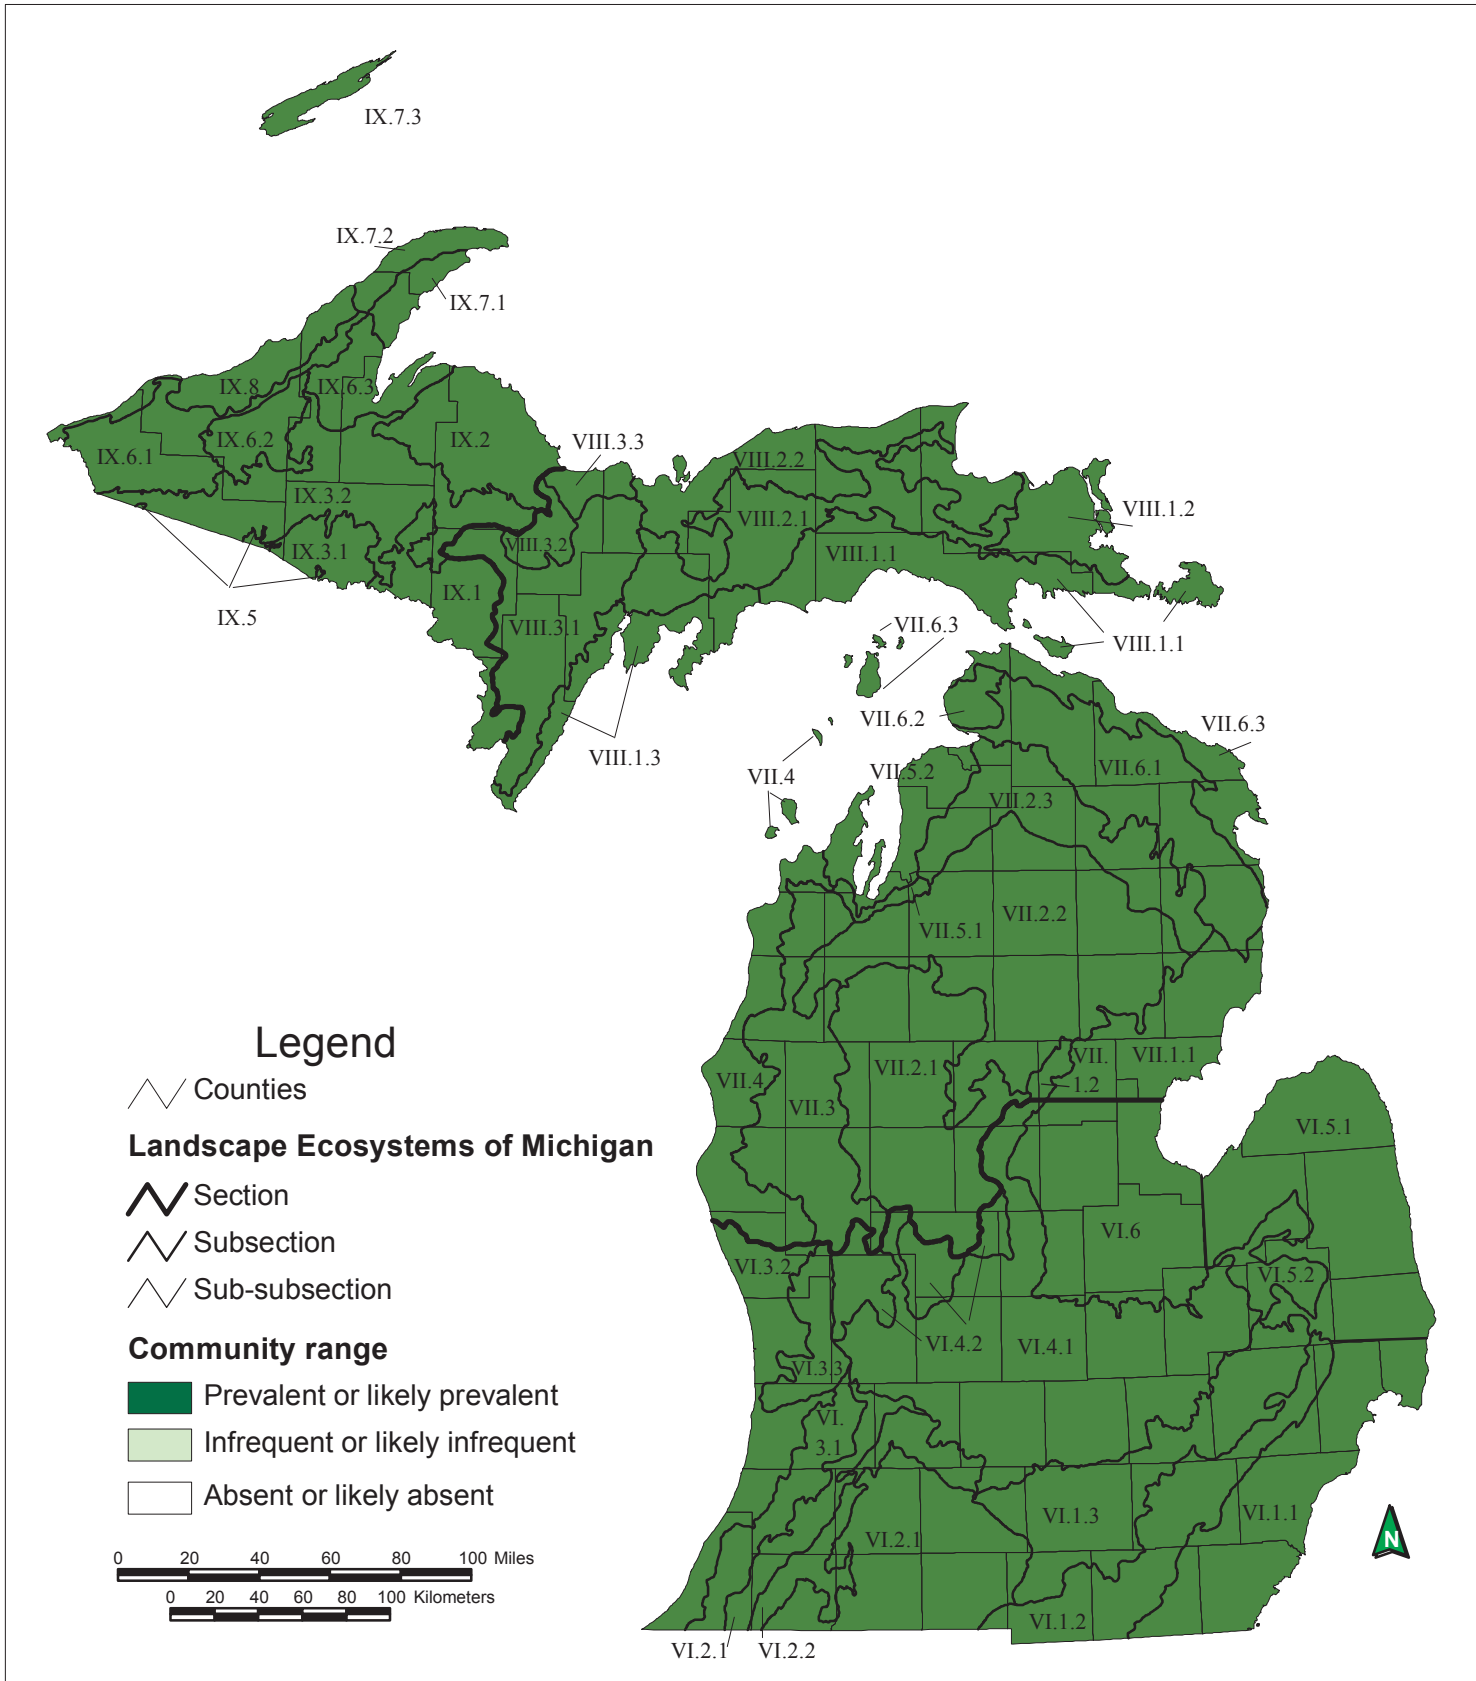 IX.7.3
IX.7.2
IX.7.1
IX.8
IX.6.3
IX.6.2
IX.2
IX.6.1
VIII.3.3
VIII.2.2
IX.3.2
VIII.1.2
VIII.2.1
VIII.3.2
IX.3.1
VIII.1.1
IX.1
IX.5
VIII.3.1
VII.6.3
VIII.1.1
VII.6.2
VII.6.3
VIII.1.3
VII.4
VII.5.2
VII.6.1
VII.2.3
VII.2.2
VII.5.1
VII.4
VII.3
VII.2.1
VII.
1.2
VII.1.1
VI.5.1
VI.6
VI.3.2
VI.5.2
VI.4.2
VI.4.1
VI.3.3
VI.
3.1
VI.1.3
VI.1.1
VI.2.1
VI.1.2
VI.2.1
VI.2.2
Legend
Counties
Landscape Ecosystems of Michigan
Section
Subsection
Sub-subsection
Community range
Prevalent or likely prevalent
Infrequent or likely infrequent
Absent or likely absent
0 20 40 60 80 100 Miles
0 20 40 60 80 100 Kilometers
N